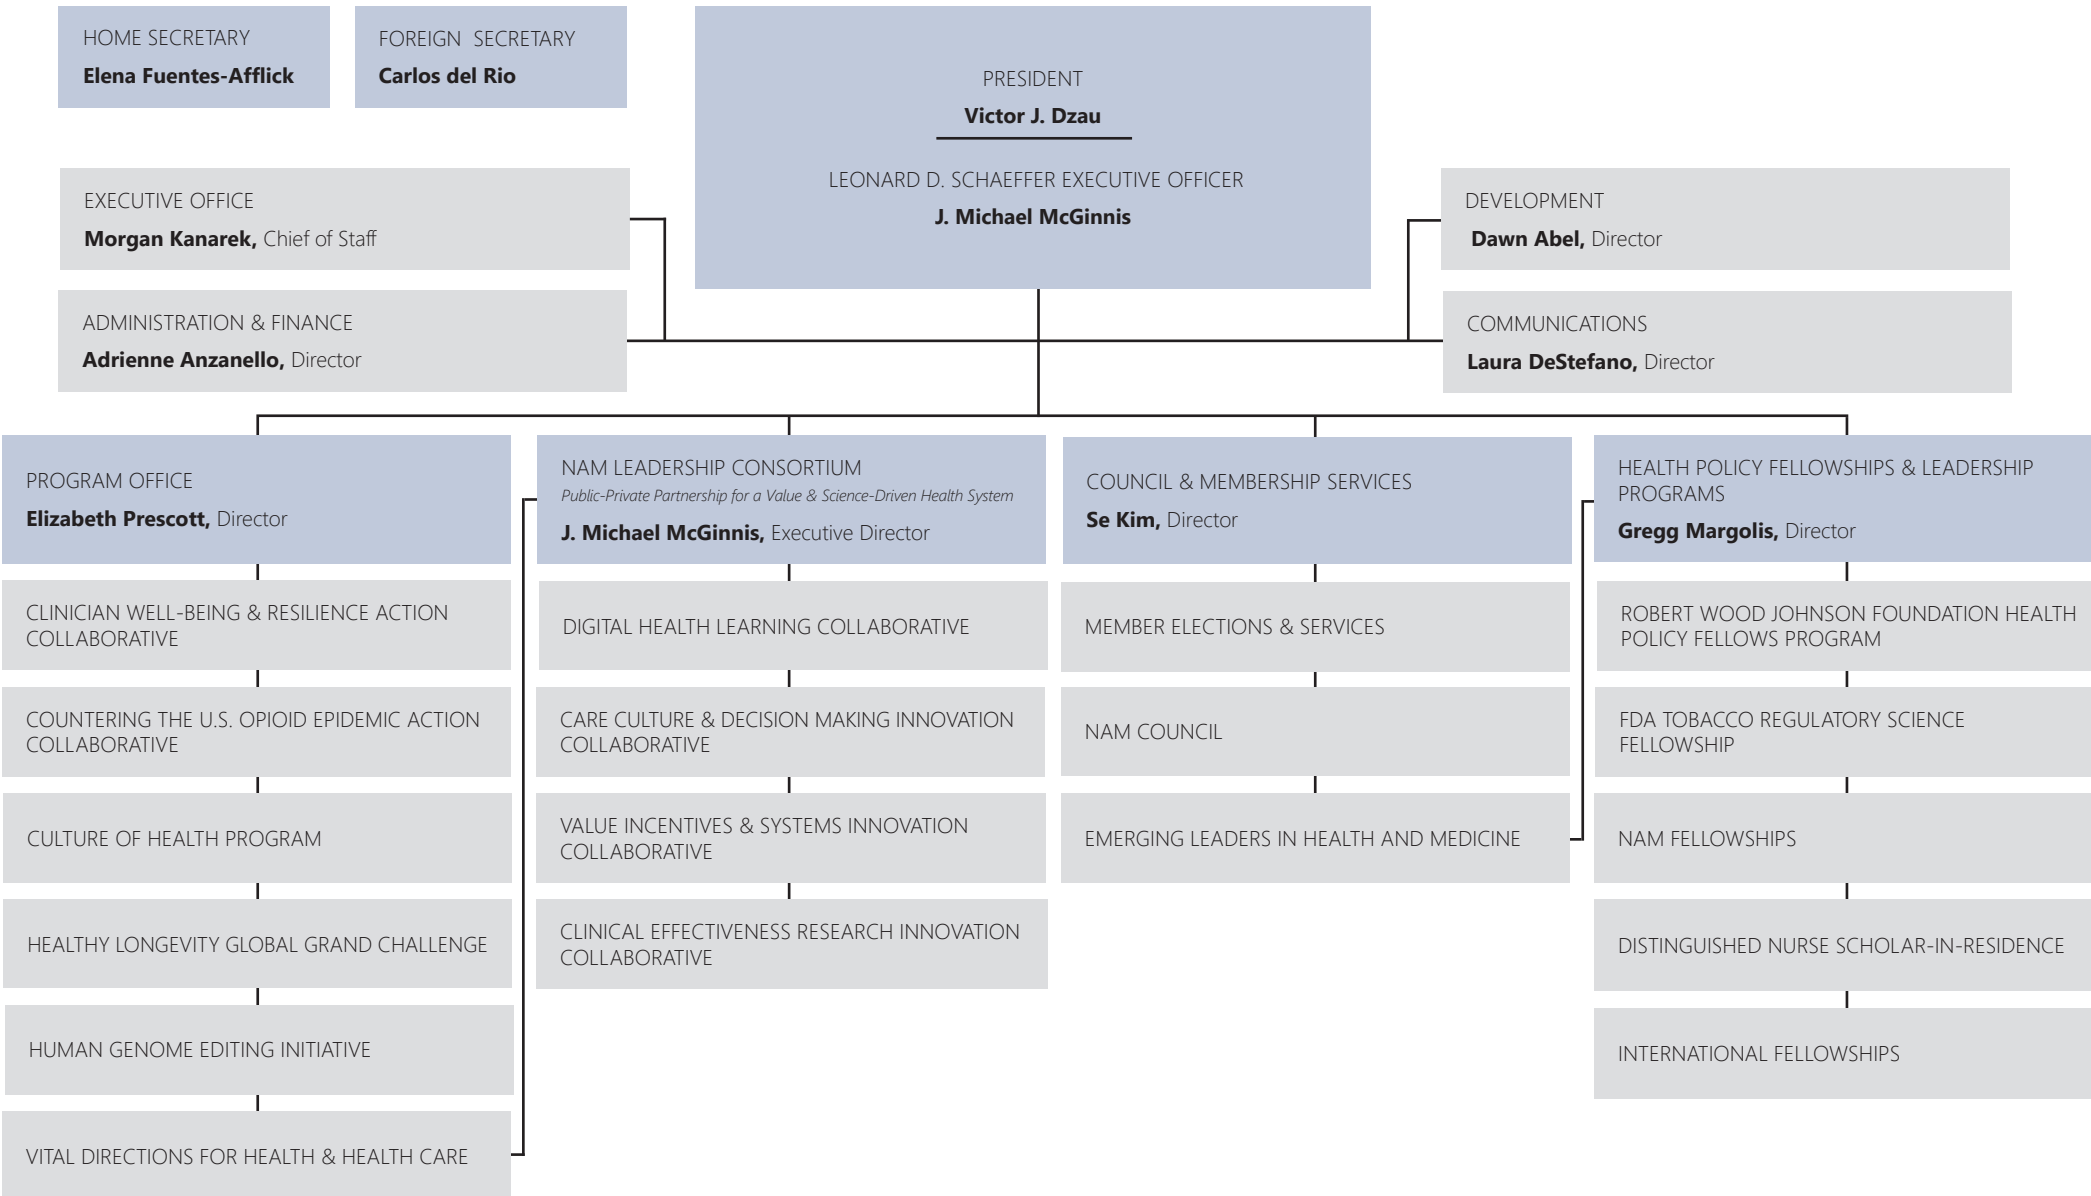 HOME SECRETARY
Elena Fuentes-Afflick
FOREIGN SECRETARY
Carlos del Rio
PRESIDENT
Victor J. Dzau
LEONARD D. SCHAEFFER EXECUTIVE OFFICER
J. Michael McGinnis
EXECUTIVE OFFICE
Morgan Kanarek, Chief of Staff
ADMINISTRATION & FINANCE
Adrienne Anzanello, Director
DEVELOPMENT
Dawn Abel, Director
COMMUNICATIONS
Laura DeStefano, Director
PROGRAM OFFICE
Elizabeth Prescott, Director
CLINICIAN WELL-BEING & RESILIENCE ACTION
COLLABORATIVE
COUNTERING THE U.S. OPIOID EPIDEMIC ACTION
COLLABORATIVE
CULTURE OF HEALTH PROGRAM
HEALTHY LONGEVITY GLOBAL GRAND CHALLENGE
HUMAN GENOME EDITING INITIATIVE
VITAL DIRECTIONS FOR HEALTH & HEALTH CARE
NAM LEADERSHIP CONSORTIUM
Public-Private Partnership for a Value & Science-Driven Health System
J. Michael McGinnis, Executive Director
DIGITAL HEALTH LEARNING COLLABORATIVE
CARE CULTURE & DECISION MAKING INNOVATION
COLLABORATIVE
VALUE INCENTIVES & SYSTEMS INNOVATION
COLLABORATIVE
CLINICAL EFFECTIVENESS RESEARCH INNOVATION
COLLABORATIVE
COUNCIL & MEMBERSHIP SERVICES
Se Kim, Director
MEMBER ELECTIONS & SERVICES
NAM COUNCIL
EMERGING LEADERS IN HEALTH AND MEDICINE
HEALTH POLICY FELLOWSHIPS & LEADERSHIP
PROGRAMS
Gregg Margolis, Director
ROBERT WOOD JOHNSON FOUNDATION HEALTH
POLICY FELLOWS PROGRAM
FDA TOBACCO REGULATORY SCIENCE
FELLOWSHIP
NAM FELLOWSHIPS
DISTINGUISHED NURSE SCHOLAR-IN-RESIDENCE
INTERNATIONAL FELLOWSHIPS